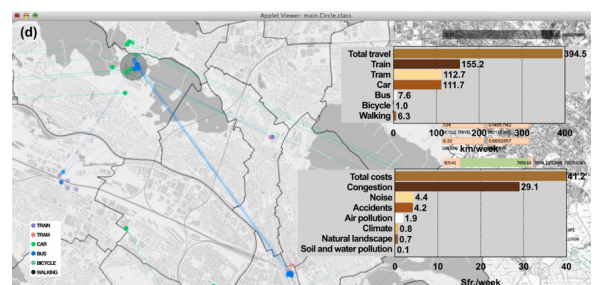 Applet Viewer: main.Circle.class
(d)
Total travel 394.5
Train 155.2
Tram 112.7
Car 111.7
Bus 7.6
Bicycle 1.0
Walking 6.3
0 100 200 300 400
km/week
Total costs 41.2
Congestion 29.1
Noise 4.4
Accidents 4.2
Air pollution 1.9
Climate 0.8
Natural landscape 0.7
Soil and water pollution 0.1
0 10 20 30 40
Sfr./week
TRAIN
TRAM
CAR
BUS
BICYCLE
WALKING